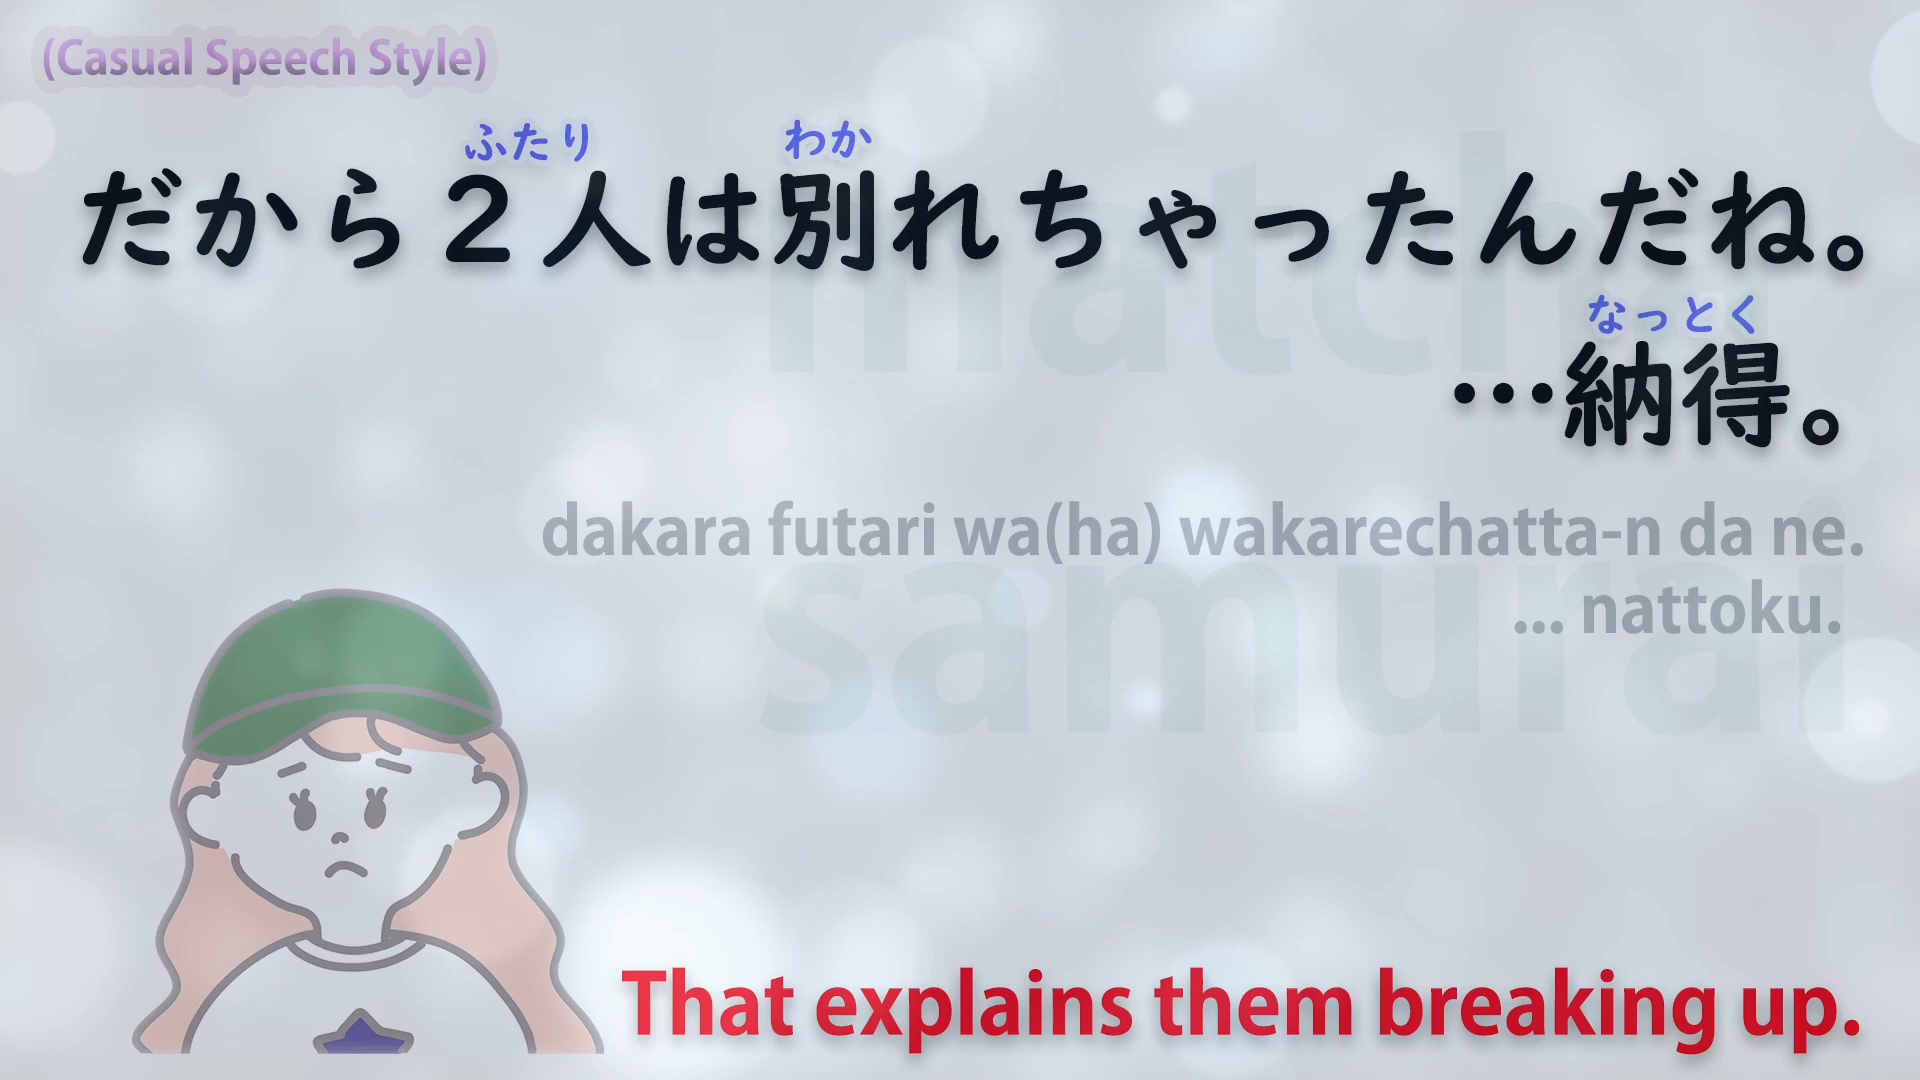 (Casual Speech Style)
ふたり わか
だから２人は別れちゃったんだね。
なっとく
…納得。
dakara futari wa(ha) wakarechatta-n da ne.
... nattoku.
matcha
samurai
That explains them breaking up.